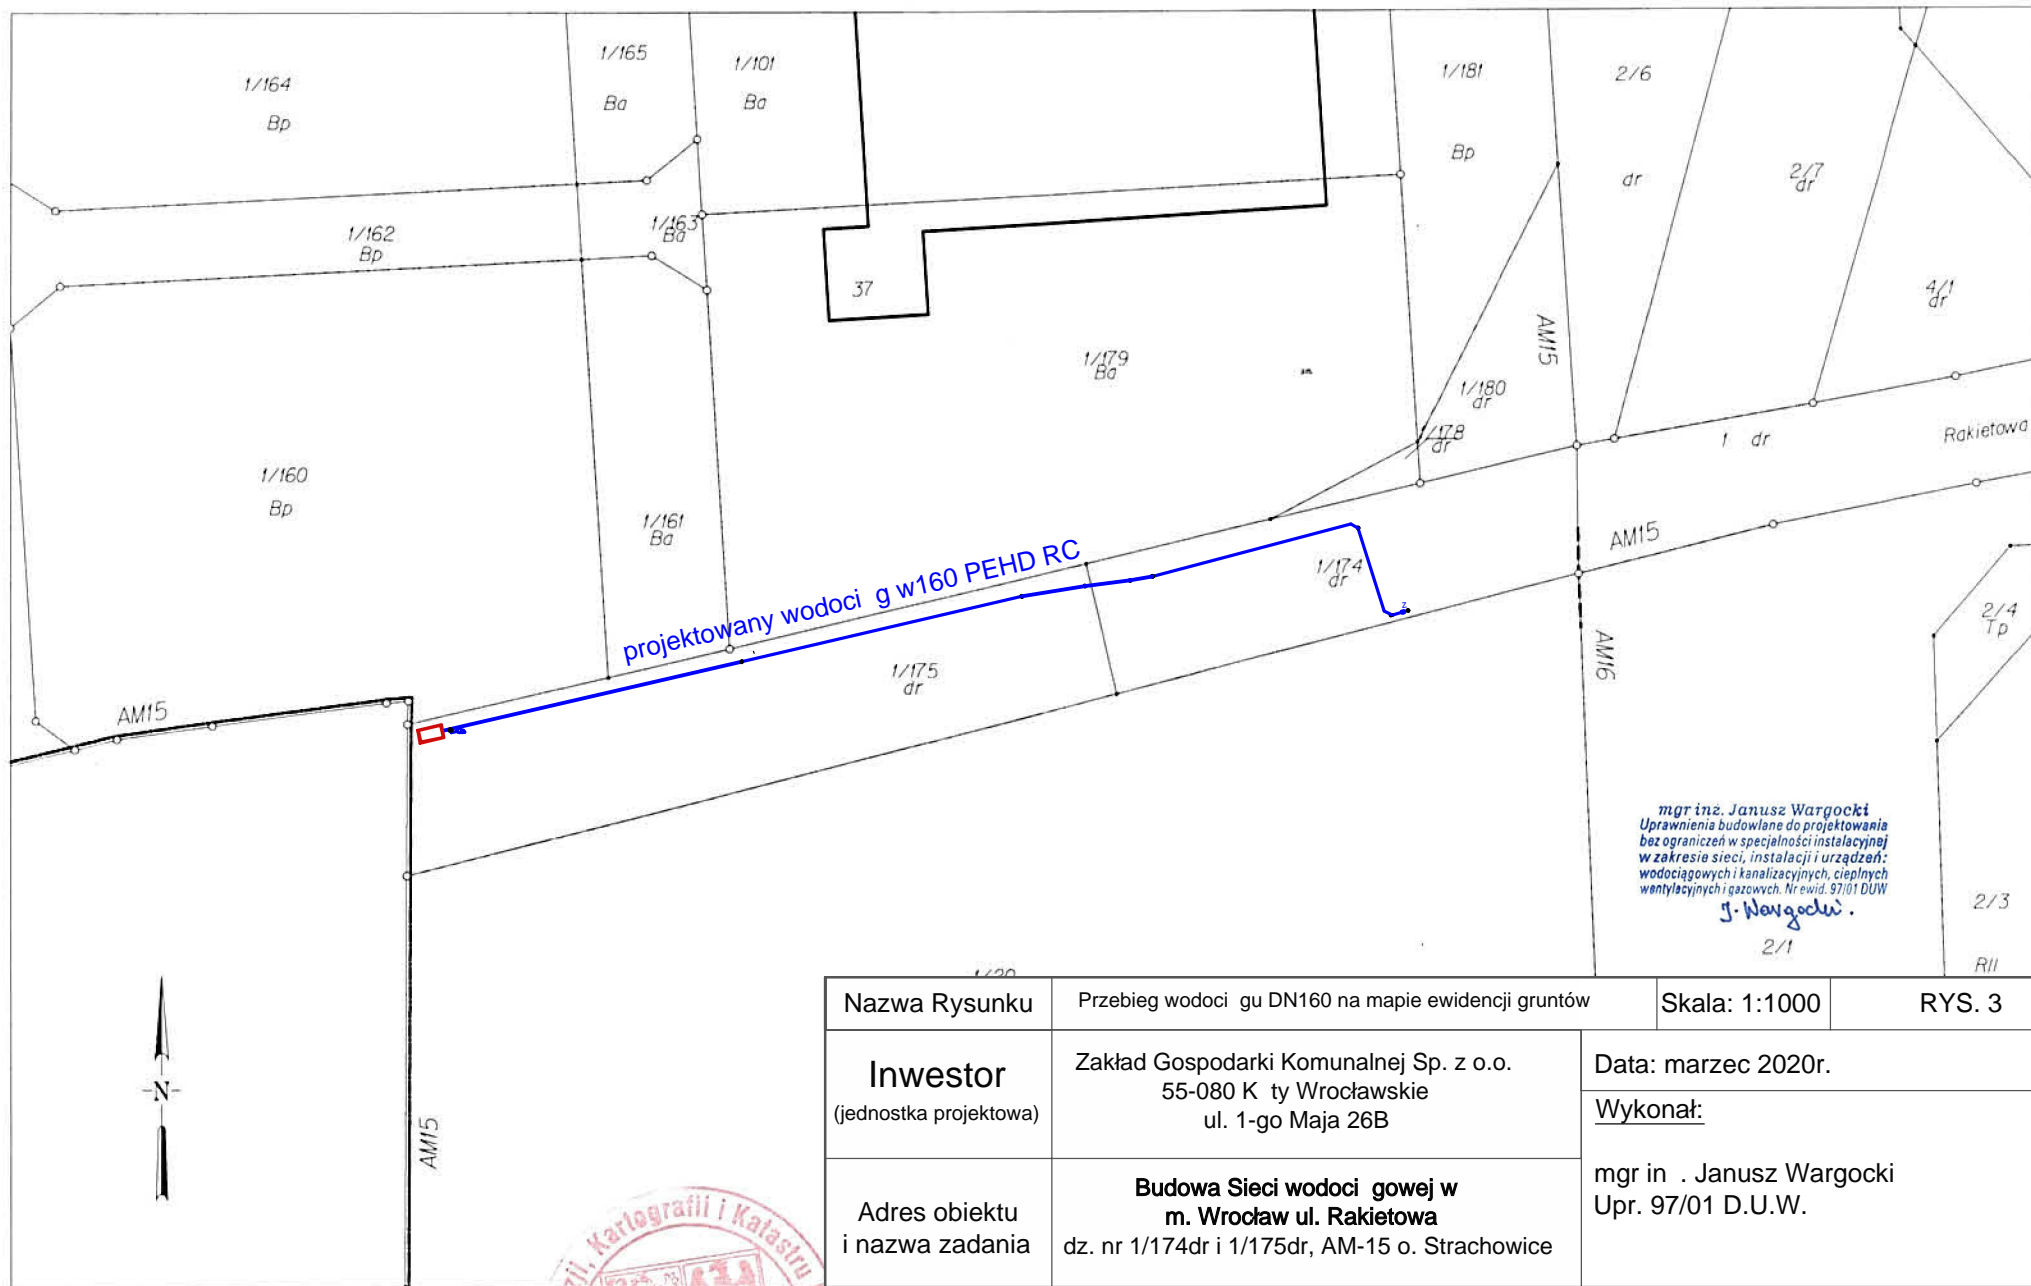 1/164
Bp
1/165
Ba
1/101
Ba
1/181
Bp
2/6
dr
2/7
dr
1/162
Bp
1/163
Ba
37
4/1
dr
1/179
Ba
AM15
1/180
dr
1/178
dr
1 dr
Rakietowa
1/160
Bp
1/161
Ba
projektowany wodoci g w160 PEHD RC
1/174
dr
z
AM15
2/4
Tp
AM16
1/175
dr
AM15
mgr inż. Janusz Wargocki
Uprawnienia budowlane do projektowania
bez ograniczeń w specjalności instalacyjnej
w zakresie sieci, instalacji i urządzeń:
wodociągowych i kanalizacyjnych, cieplnych
wentylacyjnych i gazowych. Nr ewid. 97/01 DUW
J. Wargocki.
2/3
2/1
RII
N
AM15
Nazwa Rysunku
Przebieg wodoci gu DN160 na mapie ewidencji gruntów
Skala: 1:1000
RYS. 3
Inwestor
(jednostka projektowa)
Zakład Gospodarki Komunalnej Sp. z o.o.
55-080 K ty Wrocławskie
ul. 1-go Maja 26B
Data: marzec 2020r.
Wykonał:
mgr in . Janusz Wargocki
Upr. 97/01 D.U.W.
Adres obiektu
i nazwa zadania
Budowa Sieci wodoci gowej w
m. Wrocław ul. Rakietowa
dz. nr 1/174dr i 1/175dr, AM-15 o. Strachowice
Kartografii i Katastru